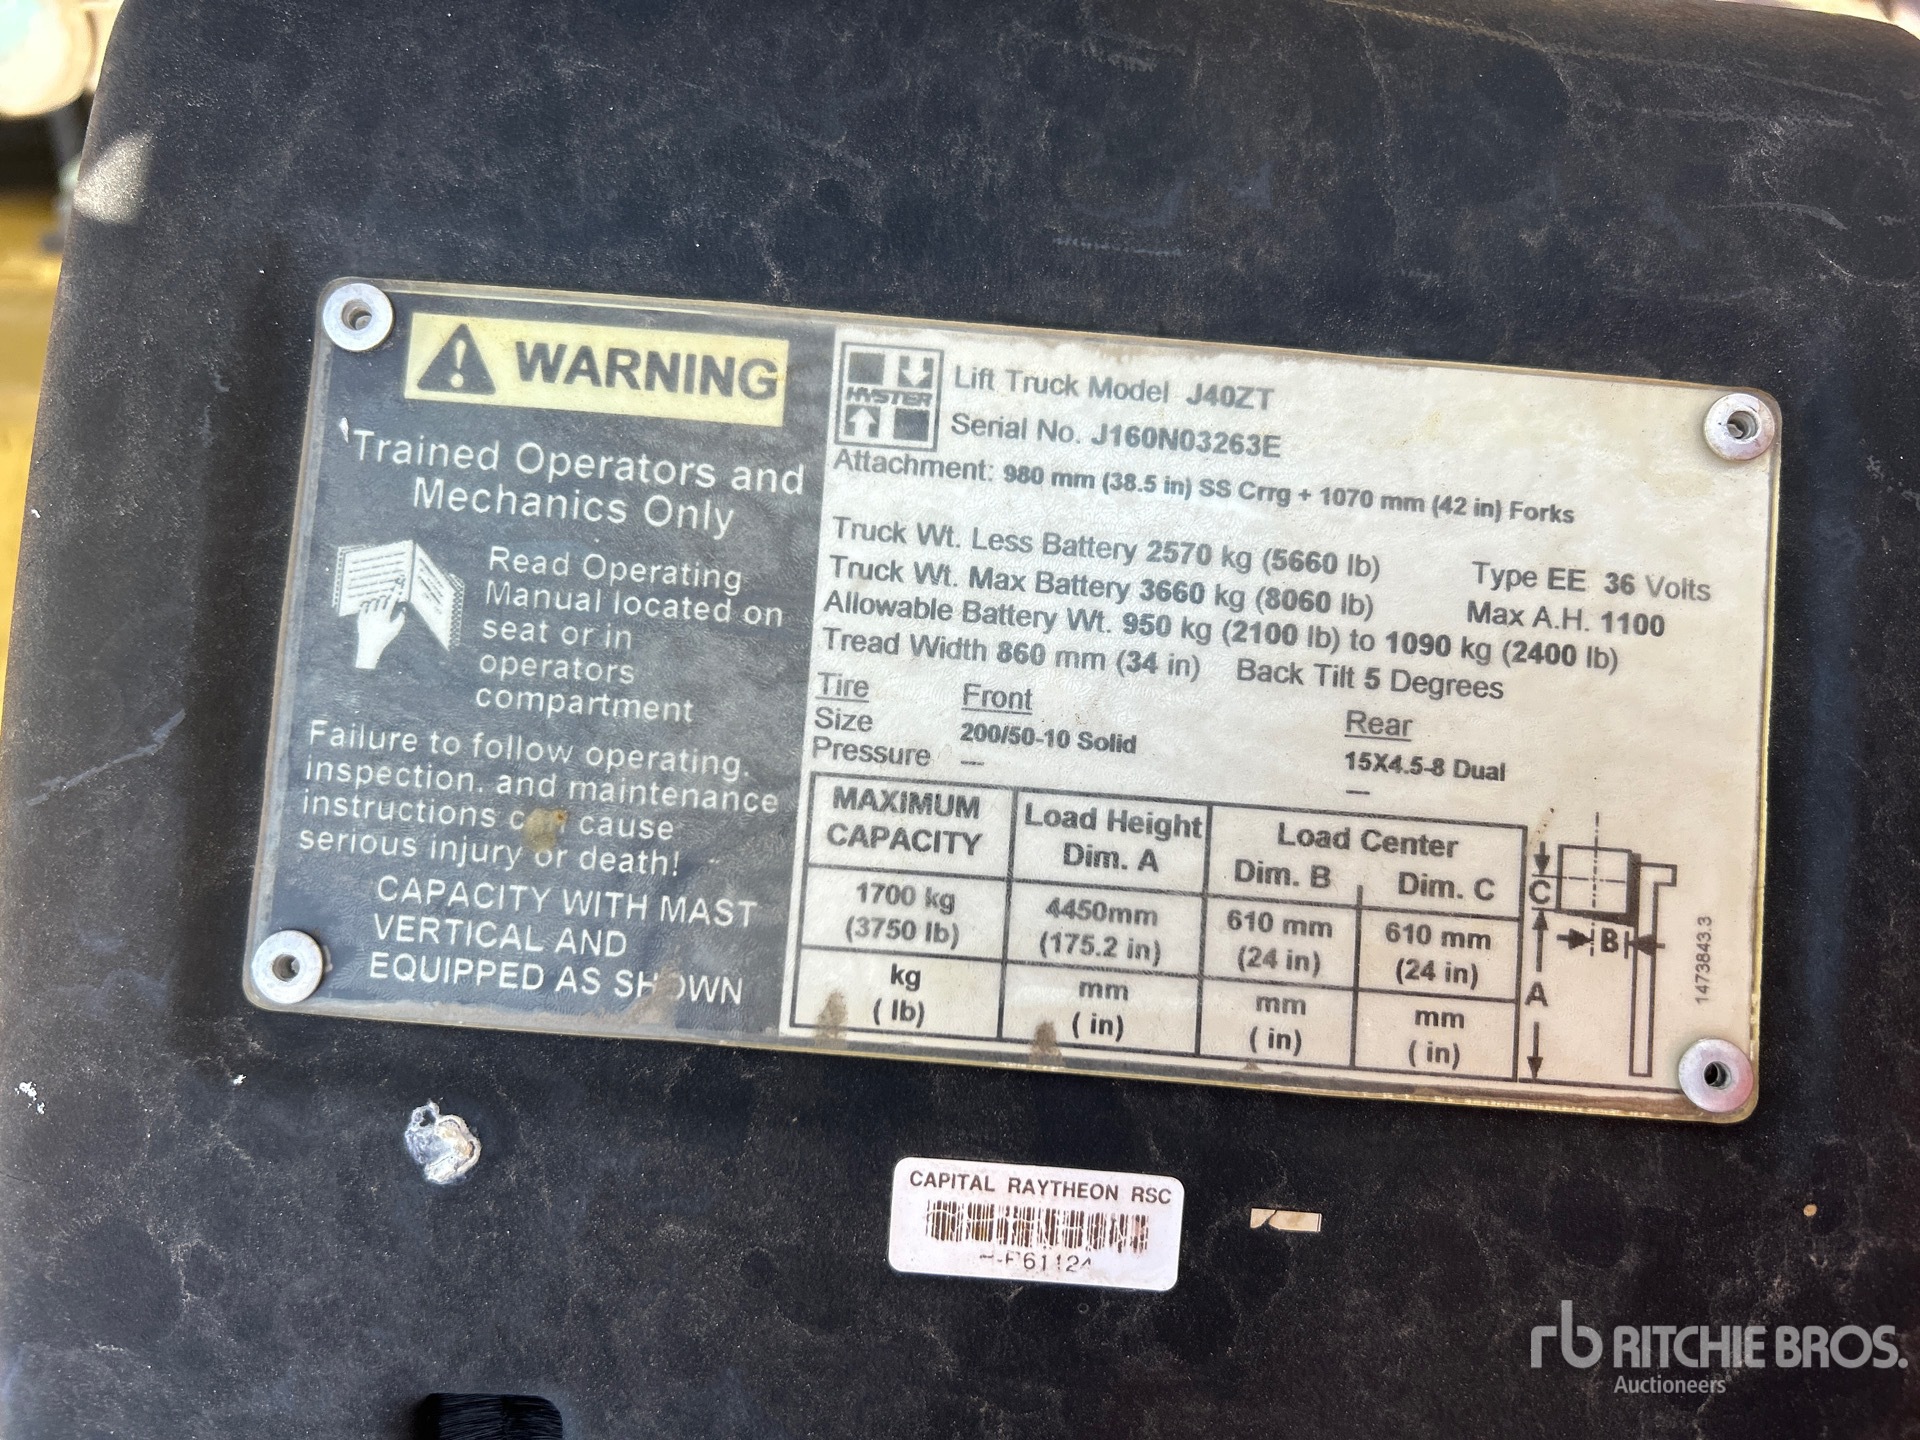 WARNING
Trained Operators and
Mechanics Only
Read Operating
Manual located on
seat or in
operators
compartment
Failure to follow operating.
inspection. and maintenance
instructions can cause
serious injury or death!
CAPACITY WITH MAST
VERTICAL AND
EQUIPPED AS SHOWN
HYSTER
Lift Truck Model J40ZT
Serial No. J160N03263E
Attachment: 980 mm (38.5 in) SS Crrg + 1070 mm (42 in) Forks
Truck Wt. Less Battery 2570 kg (5660 lb) Type EE 36 Volts
Truck Wt. Max Battery 3660 kg (8060 lb) Max A.H. 1100
Allowable Battery Wt. 950 kg (2100 lb) to 1090 kg (2400 lb)
Tread Width 860 mm (34 in) Back Tilt 5 Degrees
Tire Front Rear
Size 200/50-10 Solid 15X4.5-8 Dual
Pressure — —
MAXIMUM CAPACITY Load Height Dim. A Load Center Dim. B Dim. C
1700 kg 4450mm 610 mm 610 mm
(3750 lb) (175.2 in) (24 in) (24 in)
kg mm mm mm
( lb) ( in) ( in) ( in)
C
B
A
1473843.3
CAPITAL RAYTHEON RSC
rb RITCHIE BROS.
Auctioneers